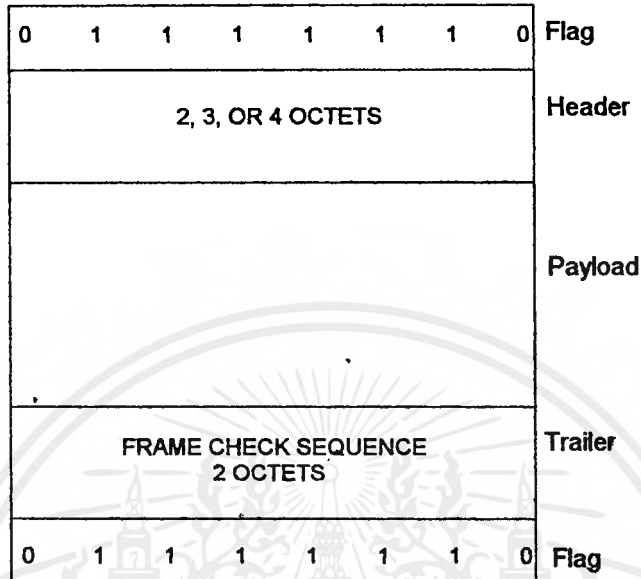 0 1 1 1 1 1 1 0 Flag
2, 3, OR 4 OCTETS Header
Payload
FRAME CHECK SEQUENCE Trailer
2 OCTETS
0 1 1 1 1 1 1 0 Flag